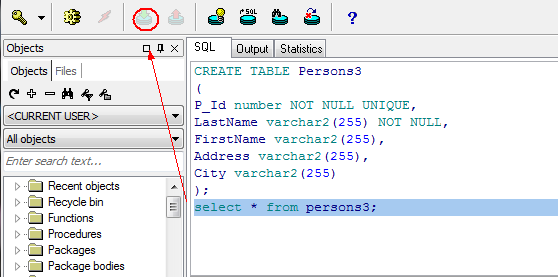 ?
SQL
Objects
SQL Output Statistics
Objects Files
<CURRENT USER>
All objects
Enter search text...
Recent objects
Recycle bin
Functions
Procedures
Packages
Package bodies
CREATE TABLE Persons3
(
P_Id number NOT NULL UNIQUE,
LastName varchar2(255) NOT NULL,
FirstName varchar2(255),
Address varchar2(255),
City varchar2(255)
);
select * from persons3;